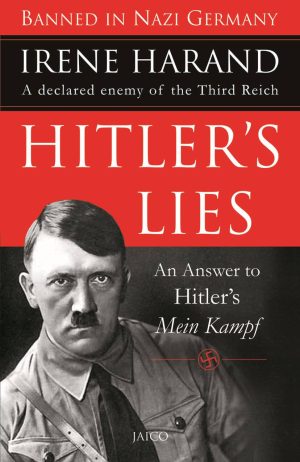 BANNED IN NAZI GERMANY
IRENE HARAND
A declared enemy of the Third Reich
HITLER'S
LIES
An Answer to
Hitler's
Mein Kampf
JAICO